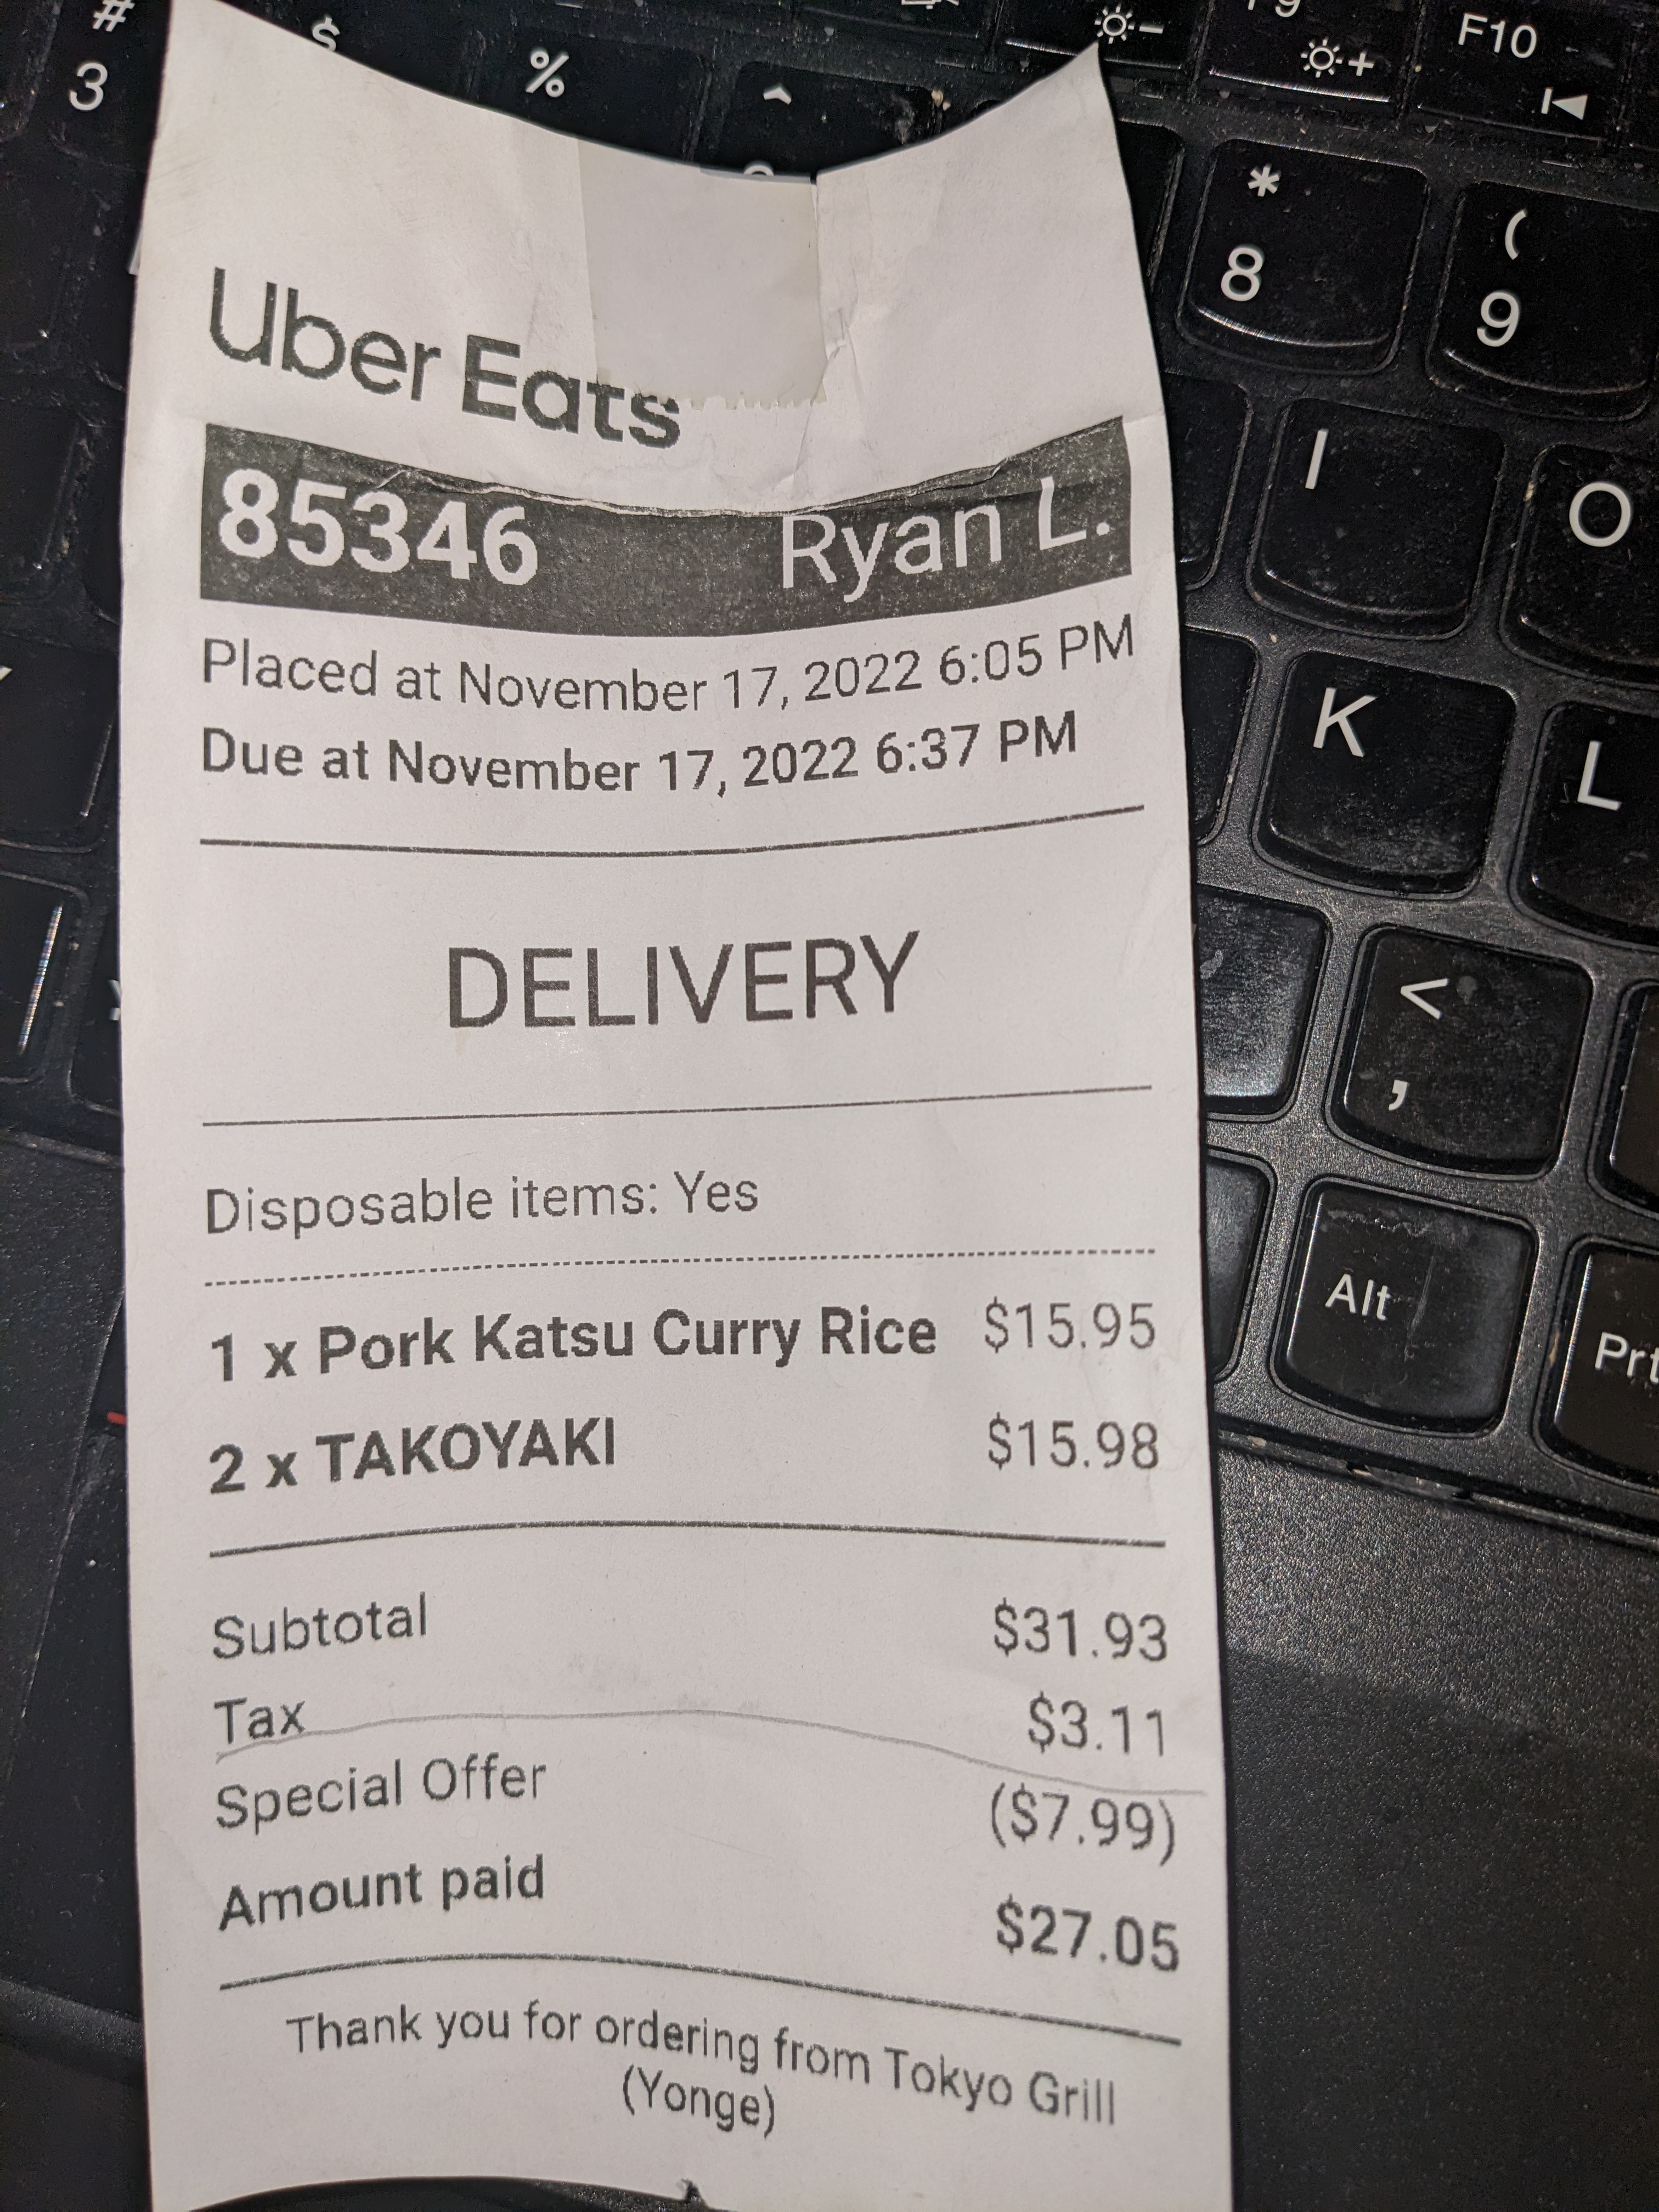 Uber Eats
85346 Ryan L.
Placed at November 17, 2022 6:05 PM
Due at November 17, 2022 6:37 PM
DELIVERY
Disposable items: Yes
1 x Pork Katsu Curry Rice $15.95
2 x TAKOYAKI $15.98
Subtotal $31.93
Tax $3.11
Special Offer ($7.99)
Amount paid $27.05
Thank you for ordering from Tokyo Grill
(Yonge)
#
3
$
%
^
F9
F10
*
8
(
9
I
O
K
L
<
,
Alt